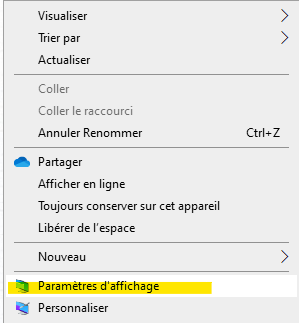 Visualiser
Trier par
Actualiser
Coller
Coller le raccourci
Annuler Renommer Ctrl+Z
Partager
Afficher en ligne
Toujours conserver sur cet appareil
Libérer de l'espace
Nouveau
Paramètres d'affichage
Personnaliser